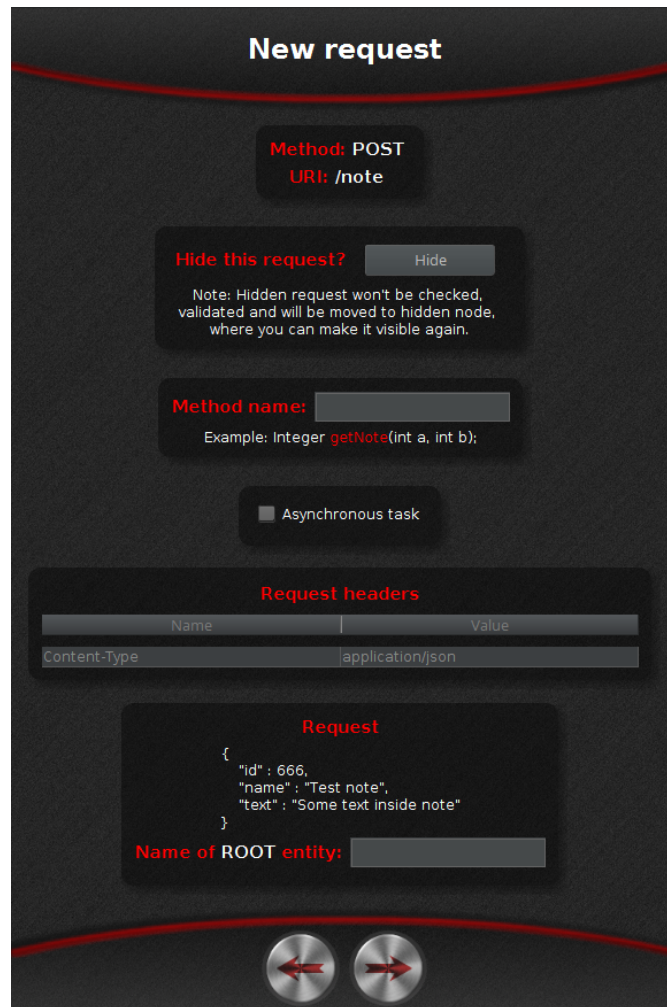 New request
Method: POST
URI: /note
Hide this request? Hide
Note: Hidden request won't be checked,
validated and will be moved to hidden node,
where you can make it visible again.
Method name:
Example: Integer getNote(int a, int b);
Asynchronous task
Request headers
Name Value
Content-Type application/json
Request
{
"id" : 666,
"name" : "Test note",
"text" : "Some text inside note"
}
Name of ROOT entity: